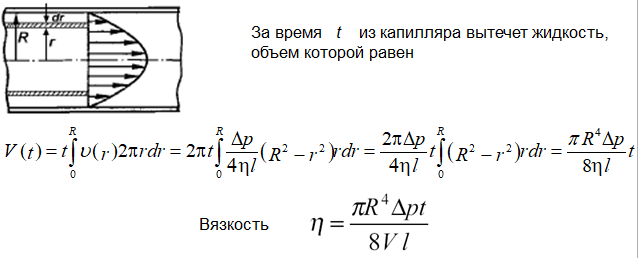 dr
R
r
За время t из капилляра вытечет жидкость,
объем которой равен
V(t) = t∫₀ᴿ υ(r)2πrdr = 2πt∫₀ᴿ Δp/4ηl (R² − r²)rdr = 2πΔp/4ηl t∫₀ᴿ (R² − r²)rdr = πR⁴Δp/8ηl t
Вязкость η = πR⁴Δpt/8Vl